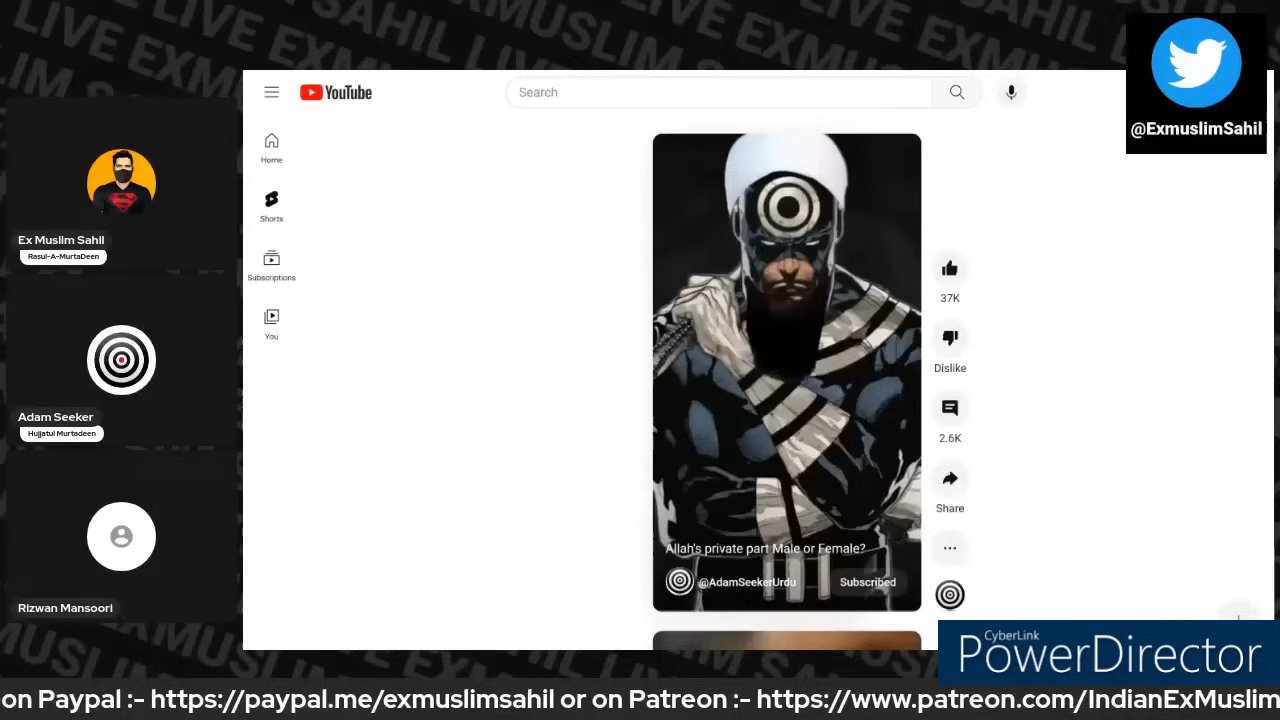 YouTube
Search
@ExmuslimSahil
Home
Shorts
Subscriptions
You
Ex Muslim Sahil
Rasul-A-MurtaDeen
Adam Seeker
Hujjatul Murtadeen
Rizwan Mansoori
37K
Dislike
2.6K
Share
Allah's private part Male or Female?
@AdamSeekerUrdu
Subscribed
CyberLink
PowerDirector
on Paypal :- https://paypal.me/exmuslimsahil or on Patreon :- https://www.patreon.com/IndianExMuslim